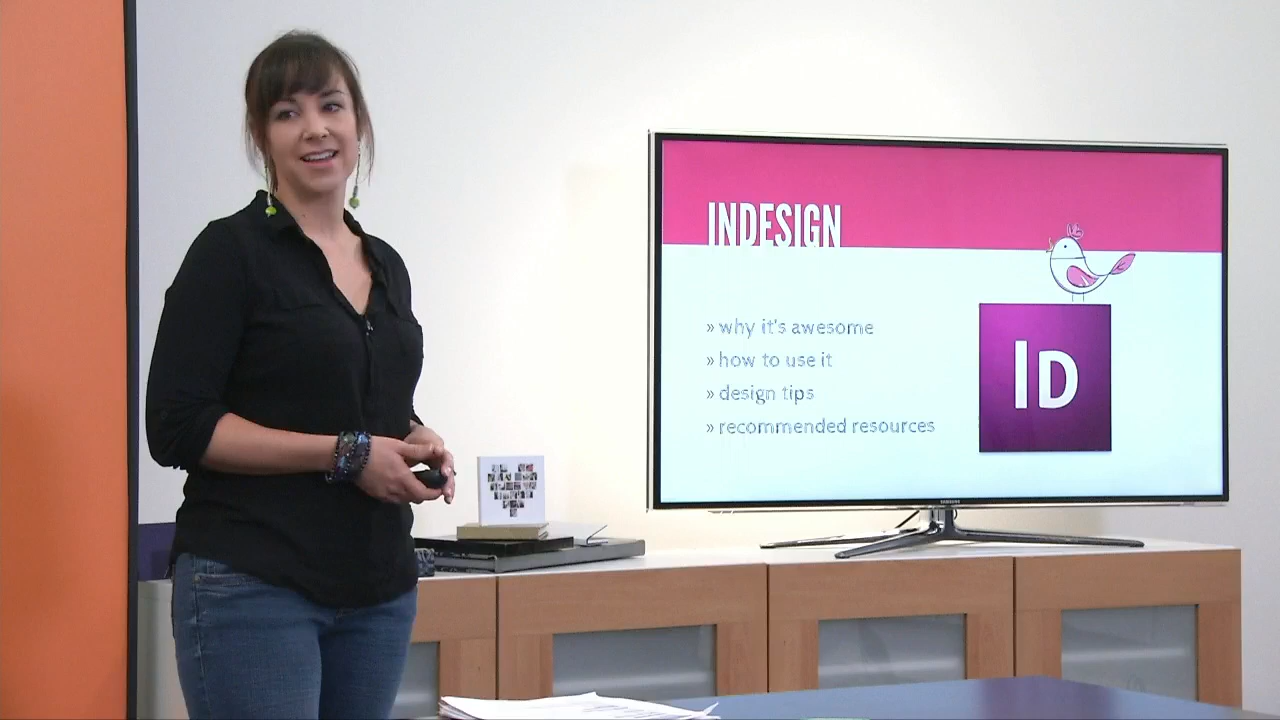 INDESIGN
» why it's awesome
» how to use it
» design tips
» recommended resources
ID
SAMSUNG